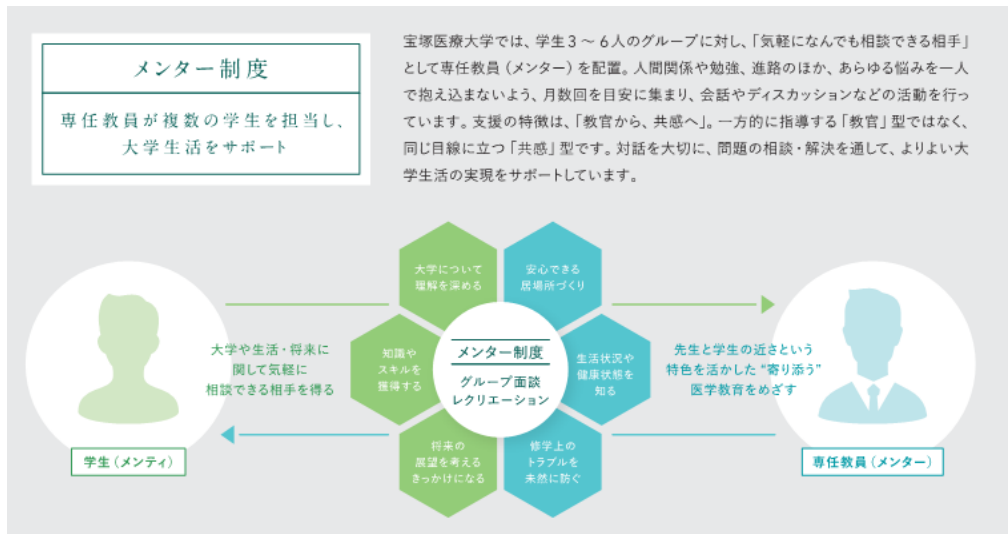 メンター制度
専任教員が複数の学生を担当し、
大学生活をサポート
宝塚医療大学では、学生3～6人のグループに対し、「気軽になんでも相談できる相手」
として専任教員（メンター）を配置。人間関係や勉強、進路のほか、あらゆる悩みを一人
で抱え込まないよう、月数回を目安に集まり、会話やディスカッションなどの活動を行っ
ています。支援の特徴は、「教官から、共感へ」。一方的に指導する「教官」型ではなく、
同じ目線に立つ「共感」型です。対話を大切に、問題の相談・解決を通して、よりよい大
学生活の実現をサポートしています。
大学について
理解を深める
安心できる
居場所づくり
大学や生活・将来に
関して気軽に
相談できる相手を得る
知識や
スキルを
獲得する
メンター制度
グループ面談
レクリエーション
生活状況や
健康状態を
知る
先生と学生の近さという
特色を活かした“寄り添う”
医学教育をめざす
将来の
展望を考える
きっかけになる
修学上の
トラブルを
未然に防ぐ
学生（メンティ）
専任教員（メンター）